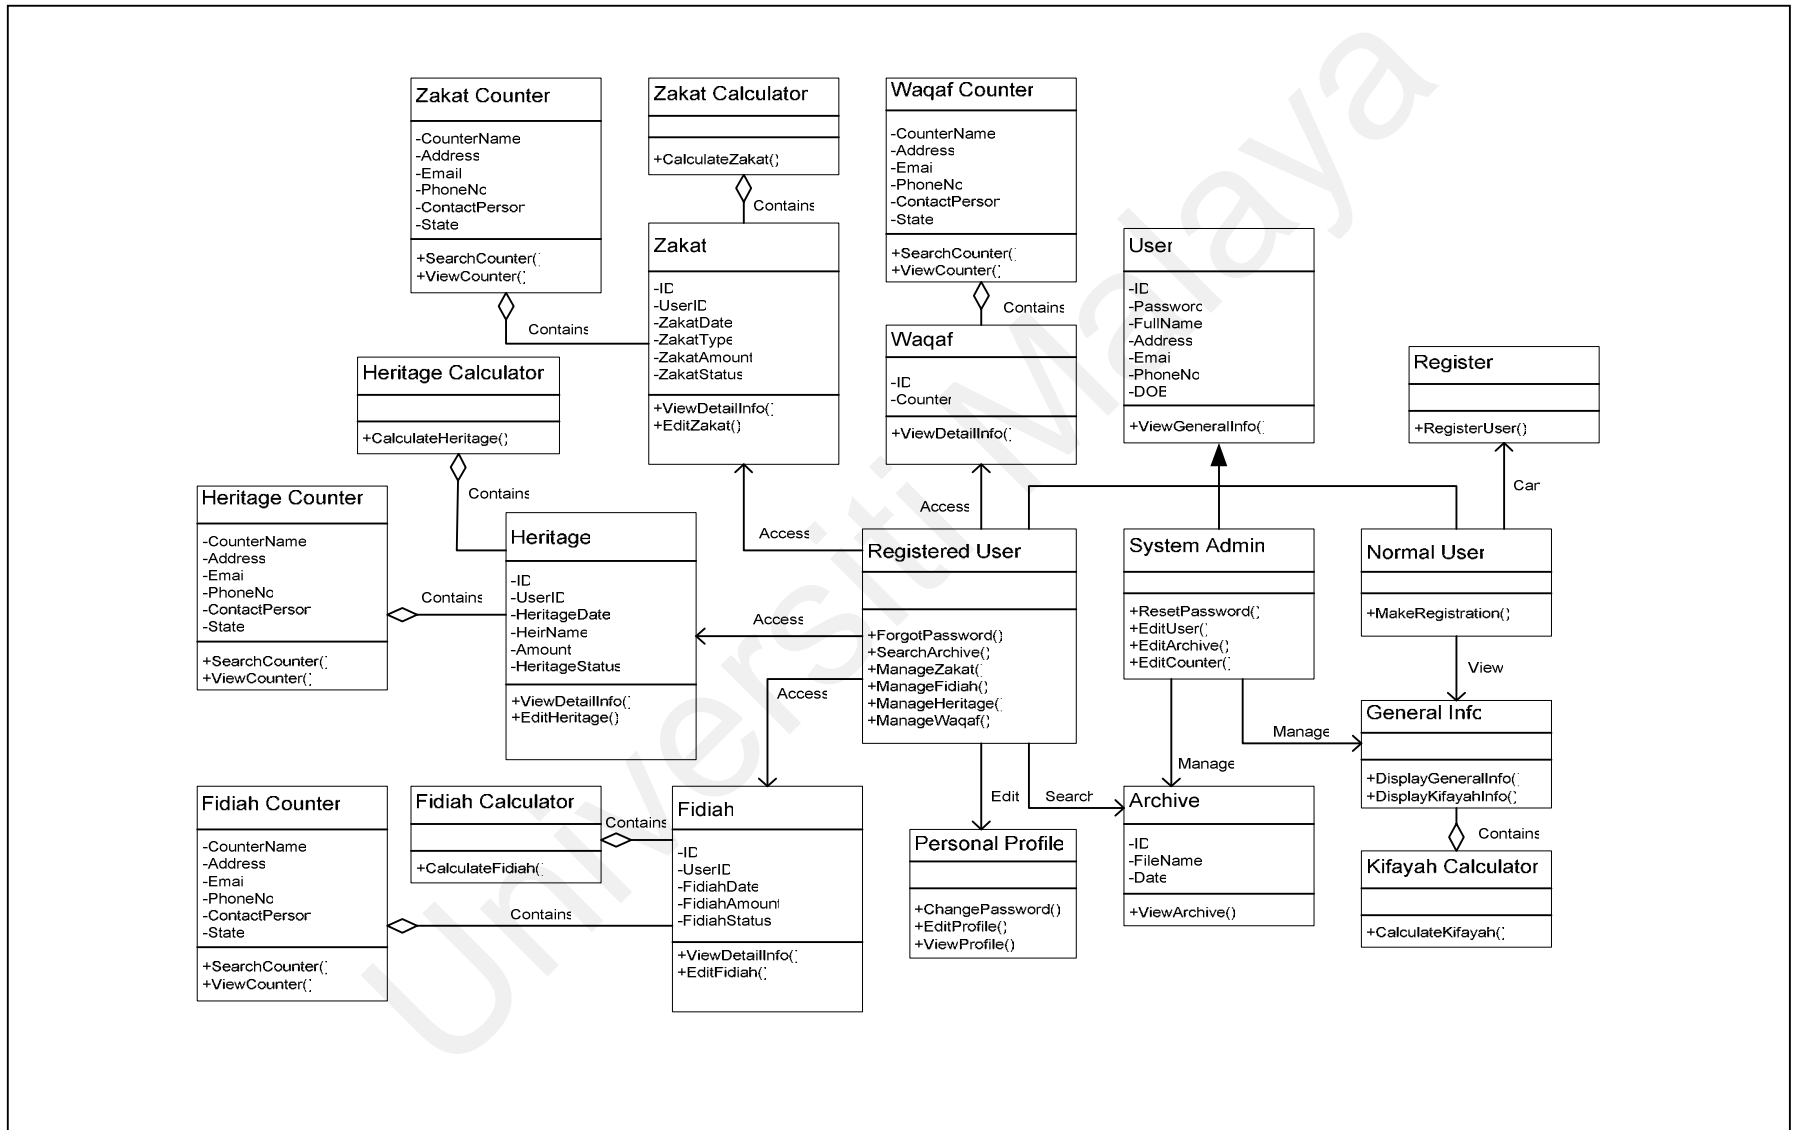 Zakat Counter
-CounterName
-Address
-Email
-PhoneNo
-ContactPerson
-State
+SearchCounter()
+ViewCounter()
Contains
Zakat Calculator
+CalculateZakat()
Contains
Zakat
-ID
-UserID
-ZakatDate
-ZakatType
-ZakatAmount
-ZakatStatus
+ViewDetailInfo()
+EditZakat()
Waqaf Counter
-CounterName
-Address
-Emai
-PhoneNo
-ContactPerson
-State
+SearchCounter()
+ViewCounter()
Contains
Waqaf
-ID
-Counter
+ViewDetailInfo()
User
-ID
-Password
-FullName
-Address
-Emai
-PhoneNo
-DOB
+ViewGeneralInfo()
Register
+RegisterUser()
Can
Heritage Calculator
+CalculateHeritage()
Contains
Heritage Counter
-CounterName
-Address
-Emai
-PhoneNo
-ContactPerson
-State
+SearchCounter()
+ViewCounter()
Contains
Heritage
-ID
-UserID
-HeritageDate
-HeirName
-Amount
-HeritageStatus
+ViewDetailInfo()
+EditHeritage()
Access
Access
Access
Access
Registered User
+ForgotPassword()
+SearchArchive()
+ManageZakat()
+ManageFidiah()
+ManageHeritage()
+ManageWaqaf()
System Admin
+ResetPassword()
+EditUser()
+EditArchive()
+EditCounter()
Normal User
+MakeRegistration()
View
Manage
Manage
General Info
+DisplayGeneralInfo()
+DisplayKifayahInfo()
Contains
Kifayah Calculator
+CalculateKifayah()
Fidiah Counter
-CounterName
-Address
-Emai
-PhoneNo
-ContactPerson
-State
+SearchCounter()
+ViewCounter()
Fidiah Calculator
+CalculateFidiah()
Contains
Contains
Fidiah
-ID
-UserID
-FidiahDate
-FidiahAmount
-FidiahStatus
+ViewDetailInfo()
+EditFidiah()
Edit
Search
Personal Profile
+ChangePassword()
+EditProfile()
+ViewProfile()
Archive
-ID
-FileName
-Date
+ViewArchive()
Universiti Malaya